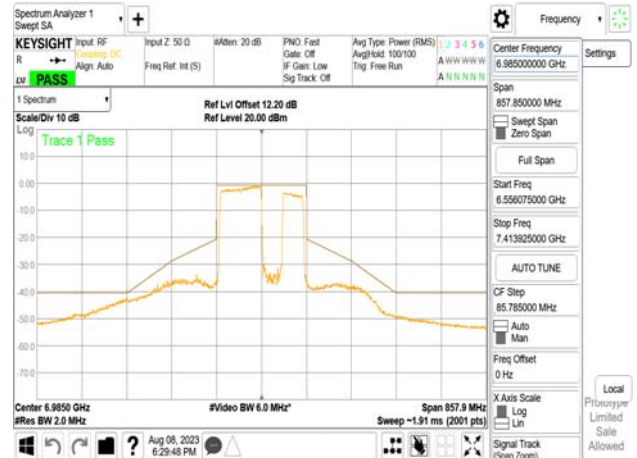 Spectrum Analyzer 1
Swept SA
+
Frequency
KEYSIGHT
R
LV PASS
Input: RF
Coupling: DC
Align: Auto
Input Z: 50 Ω
Freq Ref: Int (S)
#Atten: 20 dB
PNO: Fast
Gate: Off
IF Gain: Low
Sig Track: Off
Avg Type: Power (RMS)
Avg|Hold: 100/100
Trig: Free Run
1 2 3 4 5 6
A W W W W W
A N N N N N
1 Spectrum
Scale/Div 10 dB
Log
Ref Lvl Offset 12.20 dB
Ref Level 20.00 dBm
Trace 1 Pass
10.0
0.00
-10.0
-20.0
-30.0
-40.0
-50.0
-60.0
-70.0
Center 6.9850 GHz
#Res BW 2.0 MHz
#Video BW 6.0 MHz*
Span 857.9 MHz
Sweep ~1.91 ms (2001 pts)
Aug 08, 2023
6:29:48 PM
?
Center Frequency
6.985000000 GHz
Settings
Span
857.850000 MHz
Swept Span
Zero Span
Full Span
Start Freq
6.556075000 GHz
Stop Freq
7.413925000 GHz
AUTO TUNE
CF Step
85.785000 MHz
Auto
Man
Freq Offset
0 Hz
X Axis Scale
Log
Lin
Signal Track
(Span Zoom)
Local
Prototype
Limited
Sale
Allowed